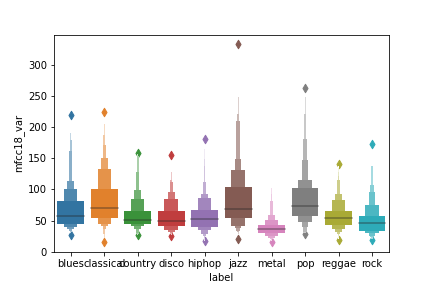 300
250
200
150
100
50
0
mfcc18_var
blues classical country disco hiphop jazz metal pop reggae rock
label